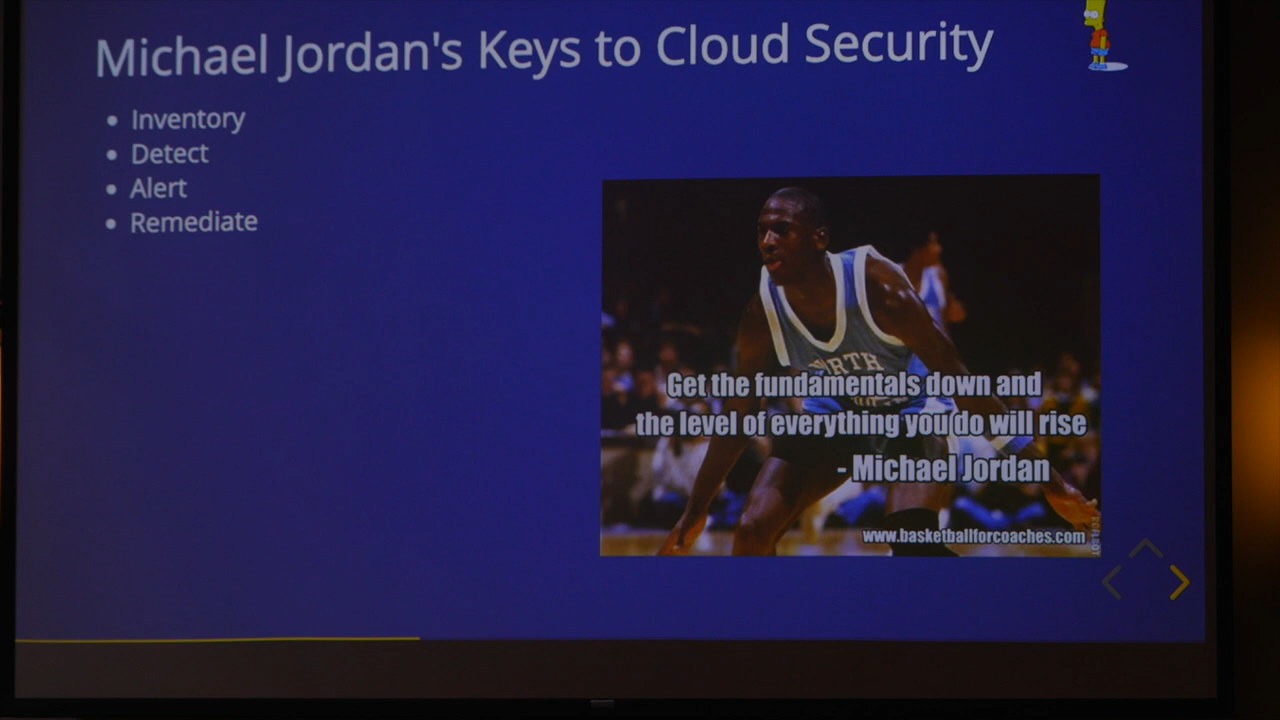 Michael Jordan's Keys to Cloud Security
Inventory
Detect
Alert
Remediate
RTH
Get the fundamentals down and
the level of everything you do will rise
- Michael Jordan
www.basketballforcoaches.com